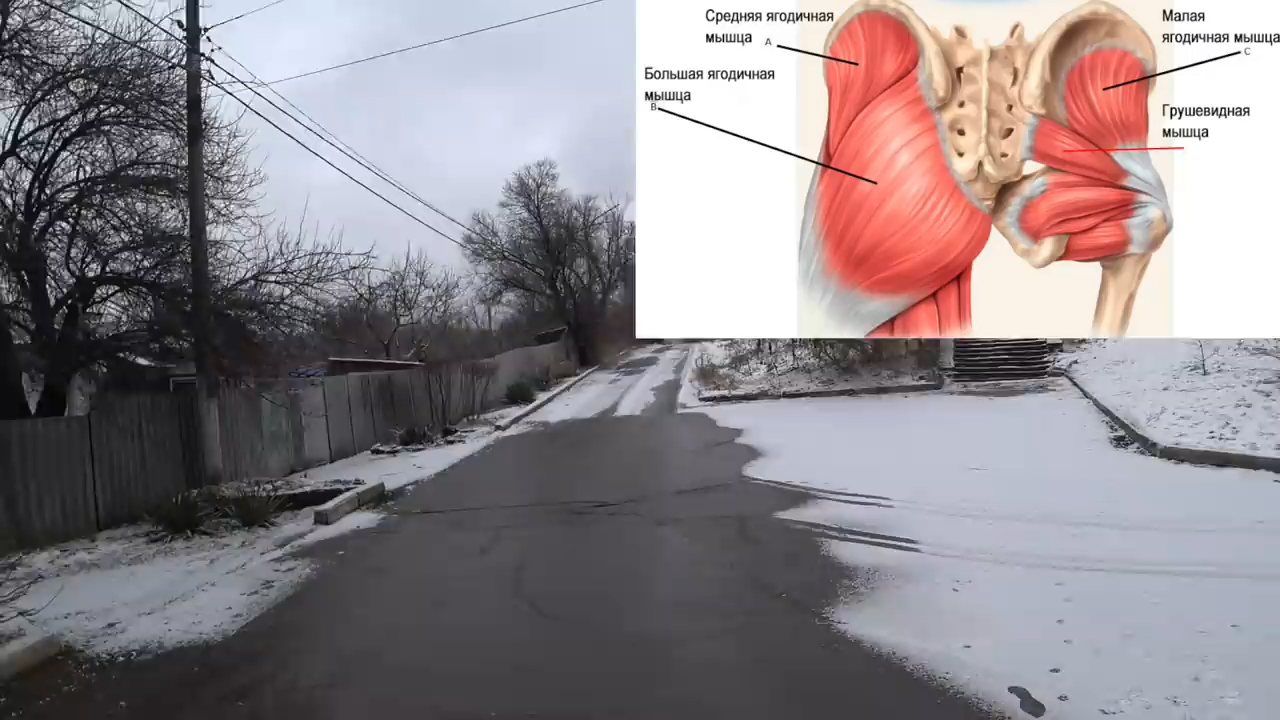 Средняя ягодичная
мышца A
Большая ягодичная
мышца
B
Малая
ягодичная мышца
C
Грушевидная
мышца